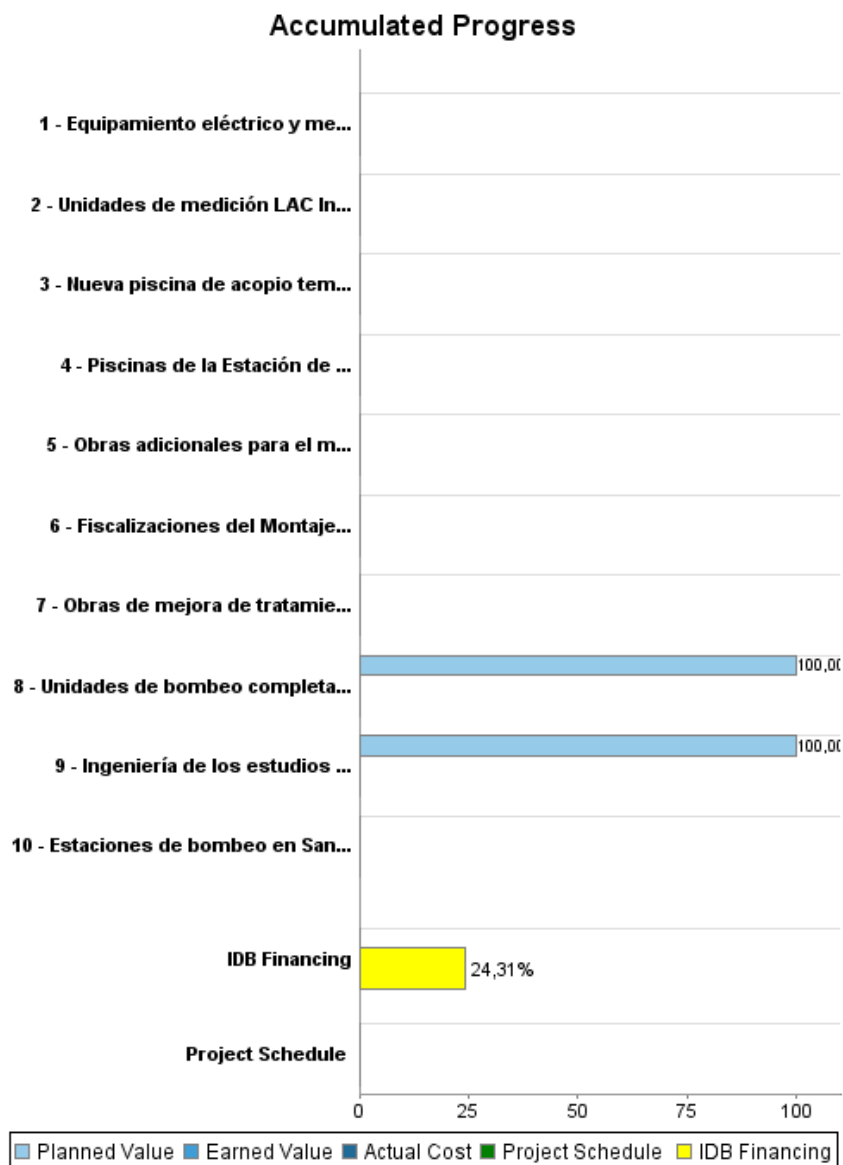 Accumulated Progress
1 - Equipamiento eléctrico y me...
2 - Unidades de medición LAC In...
3 - Nueva piscina de acopio tem...
4 - Piscinas de la Estación de ...
5 - Obras adicionales para el m...
6 - Fiscalizaciones del Montaje...
7 - Obras de mejora de tratamie...
8 - Unidades de bombeo completa... 100,00
9 - Ingeniería de los estudios ... 100,00
10 - Estaciones de bombeo en San...
IDB Financing 24,31%
Project Schedule
0 25 50 75 100
Planned Value Earned Value Actual Cost Project Schedule IDB Financing